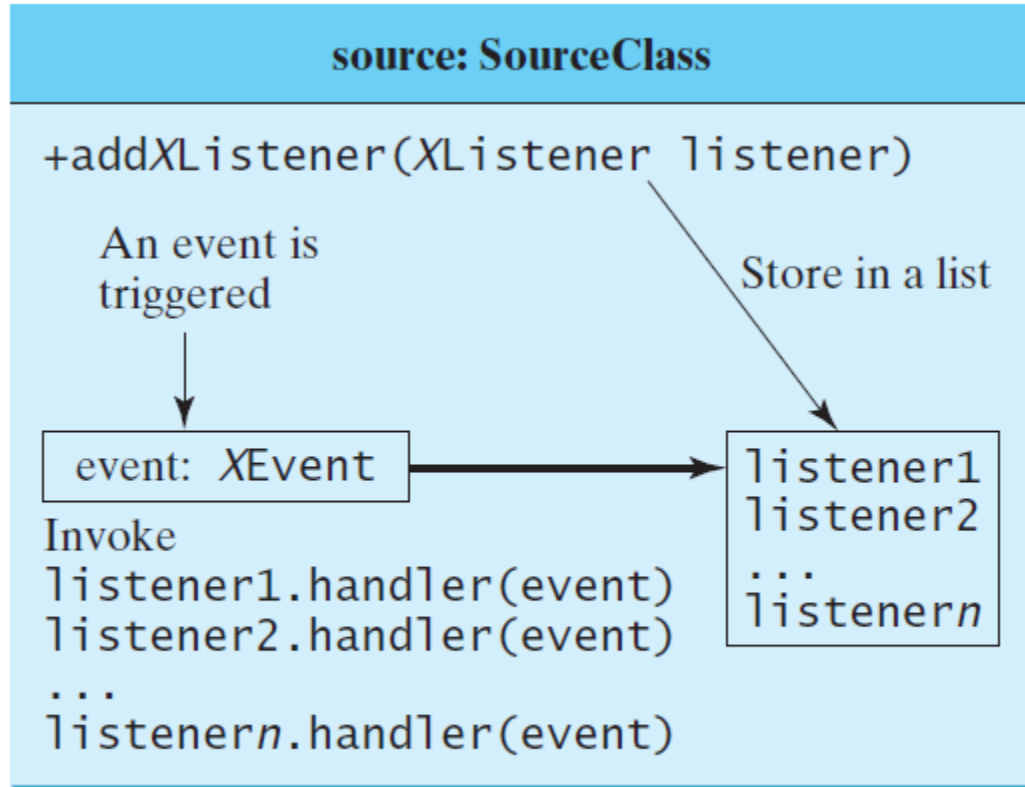 source: SourceClass
+addXListener(XListener listener)
An event is
triggered
Store in a list
event: XEvent
listener1
listener2
...
listenern
Invoke
listener1.handler(event)
listener2.handler(event)
...
listenern.handler(event)